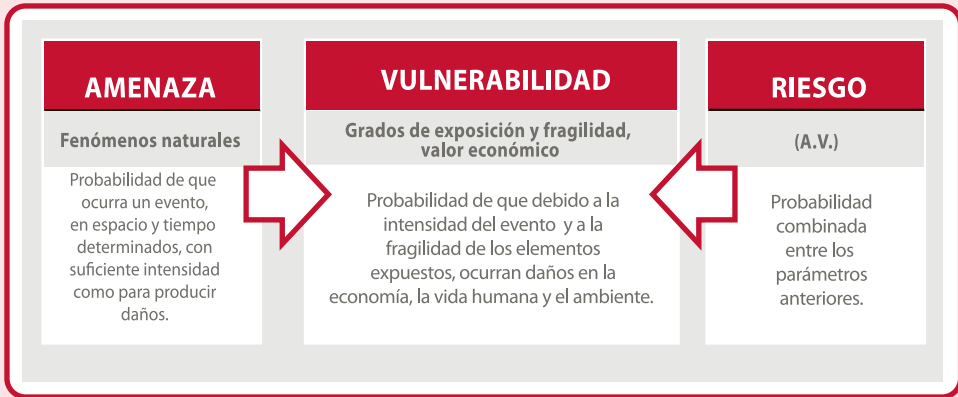 AMENAZA
Fenómenos naturales
Probabilidad de que
ocurra un evento,
en espacio y tiempo
determinados, con
suficiente intensidad
como para producir
daños.
VULNERABILIDAD
Grados de exposición y fragilidad,
valor económico
Probabilidad de que debido a la
intensidad del evento y a la
fragilidad de los elementos
expuestos, ocurran daños en la
economía, la vida humana y el ambiente.
RIESGO
(A.V.)
Probabilidad
combinada
entre los
parámetros
anteriores.